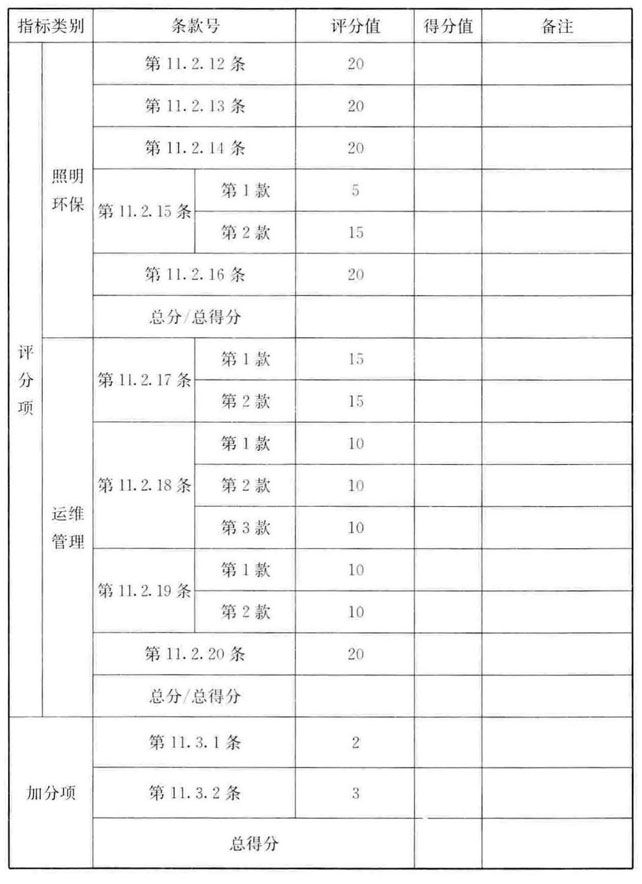 指标类别 条款号 评分值 得分值 备注
评分项
照明环保
第 11.2.12 条 20
第 11.2.13 条 20
第 11.2.14 条 20
第 11.2.15 条 第 1 款 5
第 2 款 15
第 11.2.16 条 20
总分/总得分
运维管理
第 11.2.17 条 第 1 款 15
第 2 款 15
第 11.2.18 条 第 1 款 10
第 2 款 10
第 3 款 10
第 11.2.19 条 第 1 款 10
第 2 款 10
第 11.2.20 条 20
总分/总得分
加分项
第 11.3.1 条 2
第 11.3.2 条 3
总得分